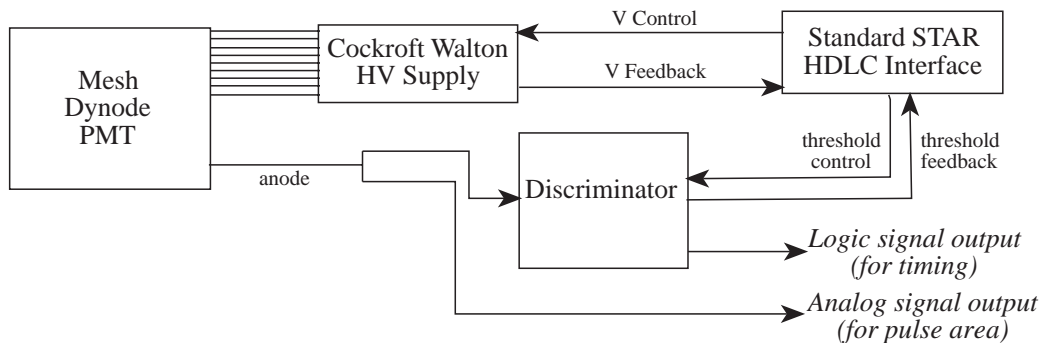 Mesh
Dynode
PMT
Cockroft Walton
HV Supply
V Control
V Feedback
Standard STAR
HDLC Interface
anode
Discriminator
threshold
control
threshold
feedback
Logic signal output
(for timing)
Analog signal output
(for pulse area)